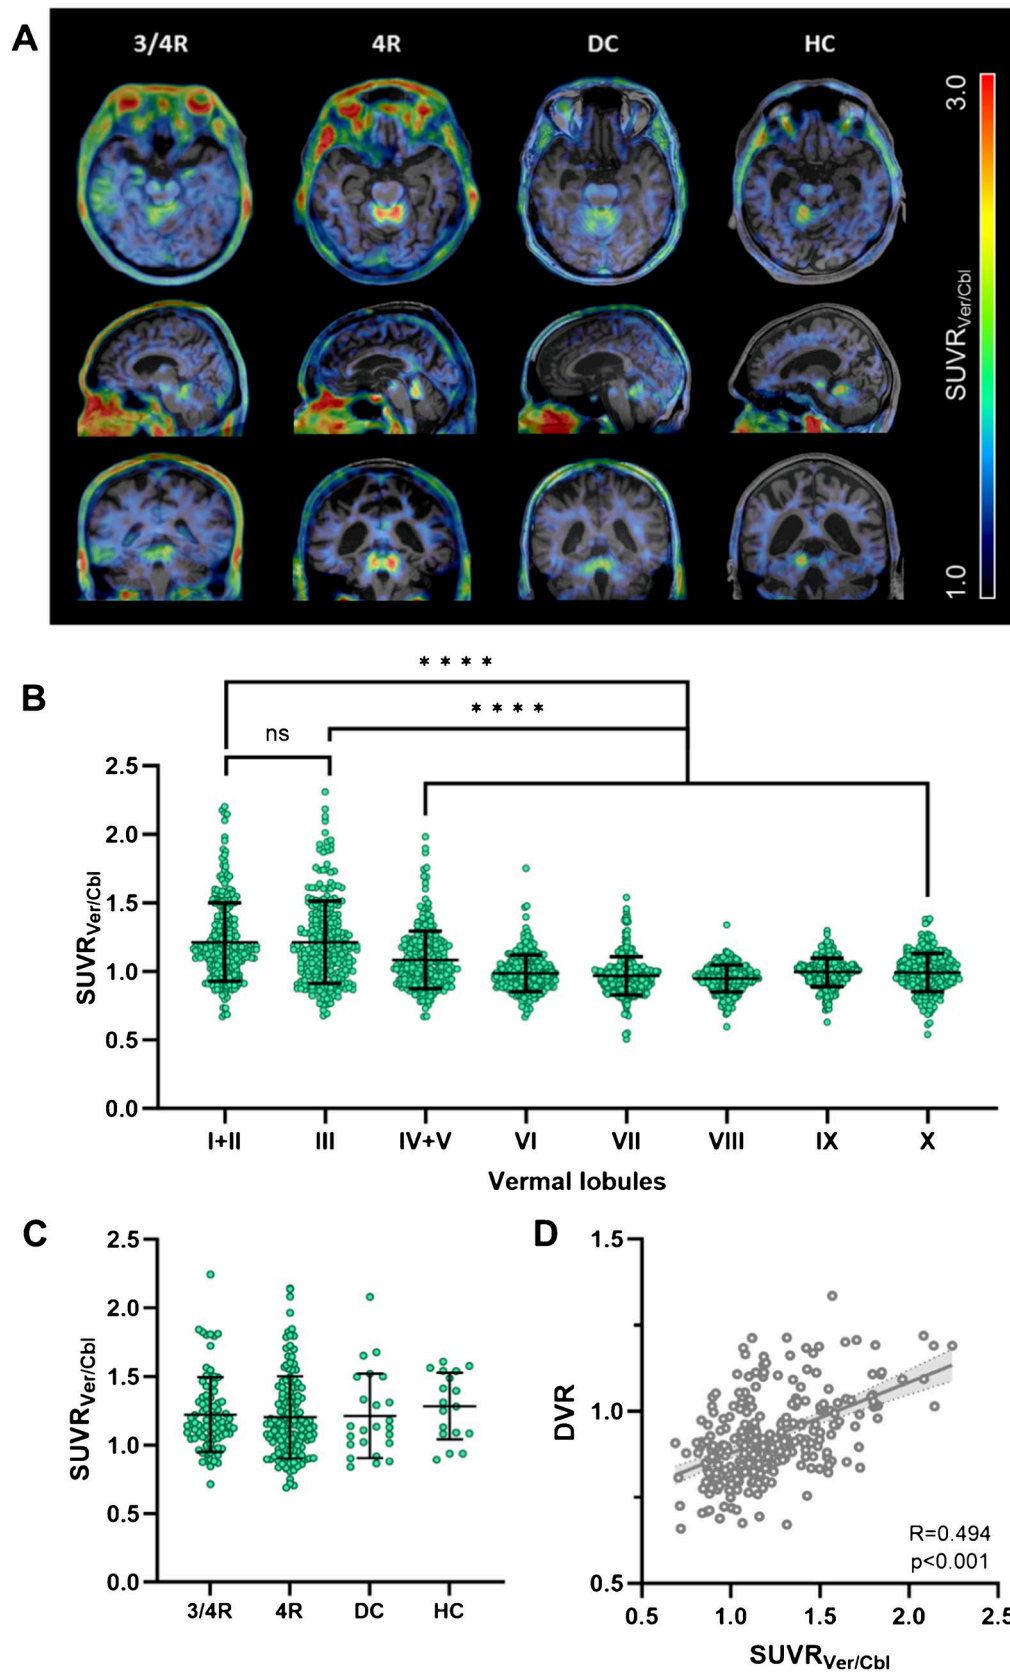 A
3/4R 4R DC HC
3.0
SUVRVer/Cbl
1.0
B
* * * *
* * * *
ns
2.5
2.0
1.5
1.0
0.5
0.0
SUVRVer/Cbl
I+II III IV+V VI VII VIII IX X
Vermal lobules
C
2.5
2.0
1.5
1.0
0.5
0.0
SUVRVer/Cbl
3/4R 4R DC HC
D
1.5
1.0
0.5
DVR
R=0.494
p<0.001
0.5 1.0 1.5 2.0 2.5
SUVRVer/Cbl